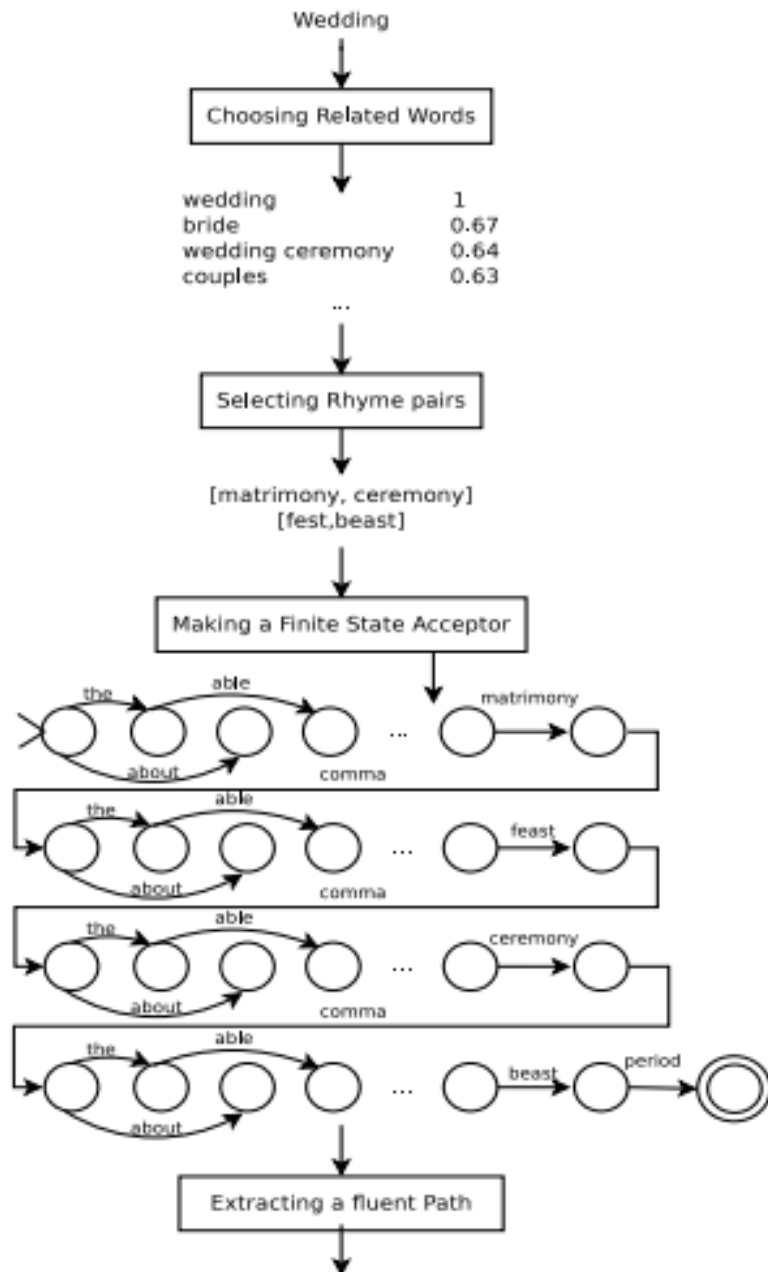 Wedding
Choosing Related Words
wedding 1
bride 0.67
wedding ceremony 0.64
couples 0.63
...
Selecting Rhyme pairs
[matrimony, ceremony]
[fest,beast]
Making a Finite State Acceptor
the able ... matrimony
about comma
the able ... feast
about comma
the able ... ceremony
about comma
the able ... beast period
about
Extracting a fluent Path